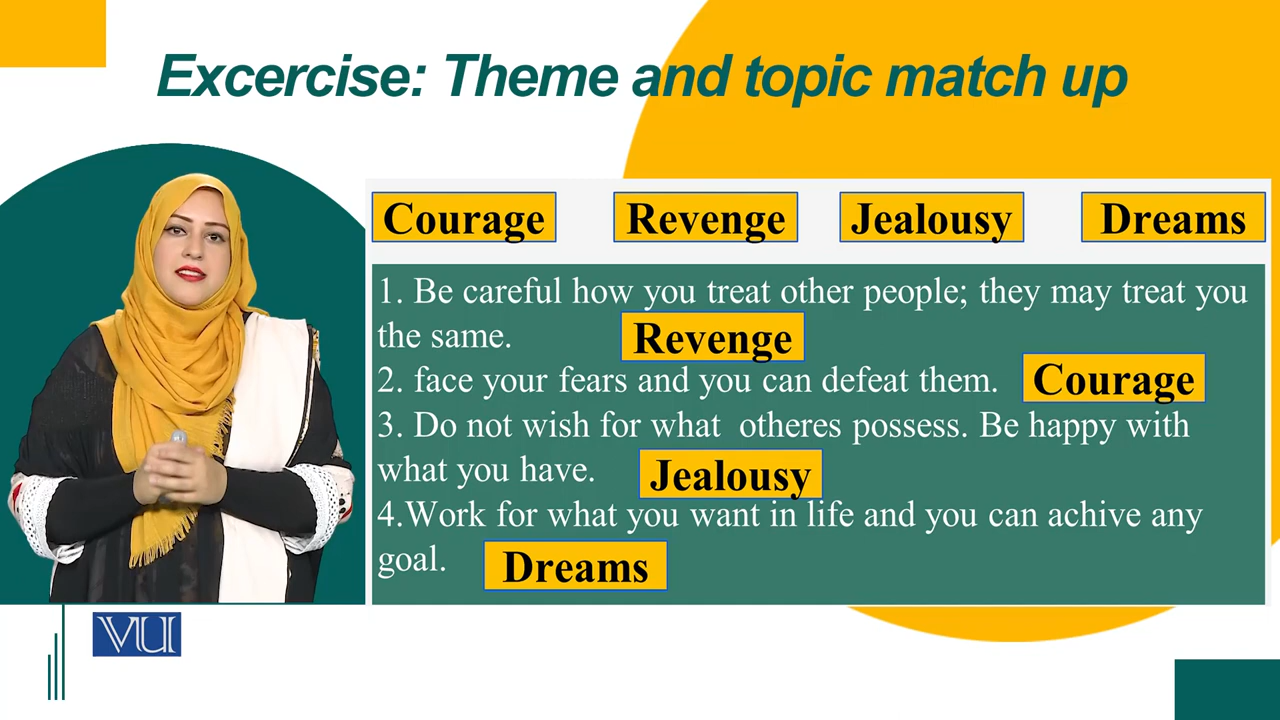 Excercise: Theme and topic match up
Courage Revenge Jealousy Dreams
1. Be careful how you treat other people; they may treat you
the same. Revenge
2. face your fears and you can defeat them. Courage
3. Do not wish for what otheres possess. Be happy with
what you have. Jealousy
4.Work for what you want in life and you can achive any
goal. Dreams
VU